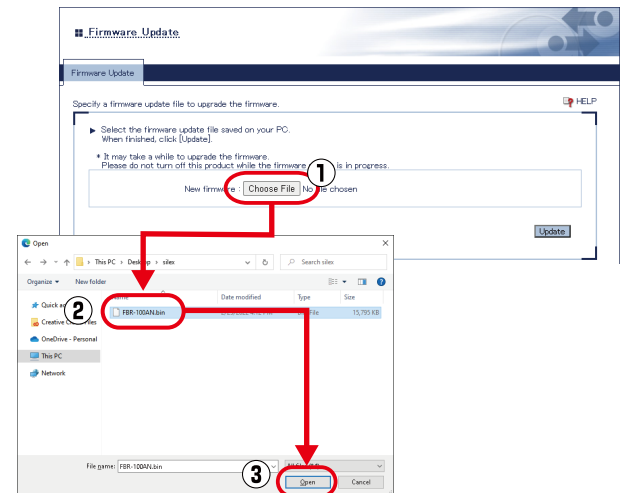 Firmware Update
Firmware Update
Specify a firmware update file to upgrade the firmware.
HELP
Select the firmware update file saved on your PC.
When finished, click [Update].
* It may take a while to upgrade the firmware.
Please do not turn off this product while the firmware is in progress.
1
New firmware : Choose File No file chosen
Update
Open
This PC > Desktop > silex
Search silex
Organize
New folder
Name
Date modified
Type
Size
2
Quick
FBR-100AN.bin
File
15,795 KB
Creative Files
OneDrive - Personal
This PC
Network
File name: FBR-100AN.bin
3
Open
Cancel